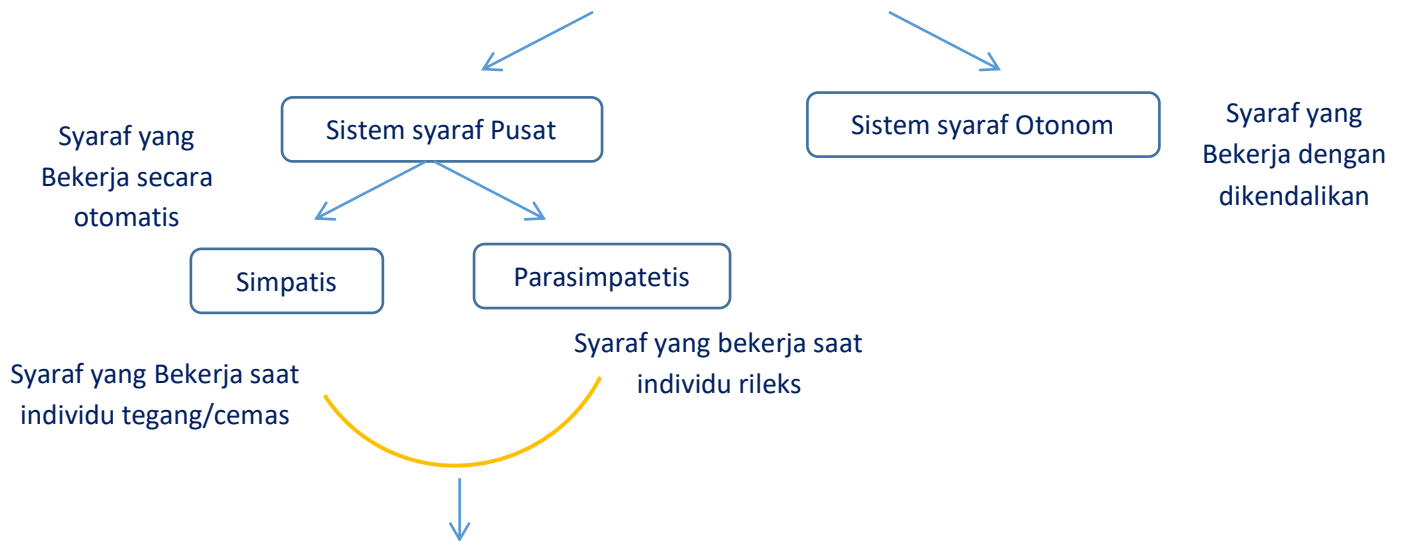 Sistem syaraf Pusat
Sistem syaraf Otonom
Syaraf yang
Bekerja secara
otomatis
Syaraf yang
Bekerja dengan
dikendalikan
Simpatis
Parasimpatetis
Syaraf yang Bekerja saat
individu tegang/cemas
Syaraf yang bekerja saat
individu rileks